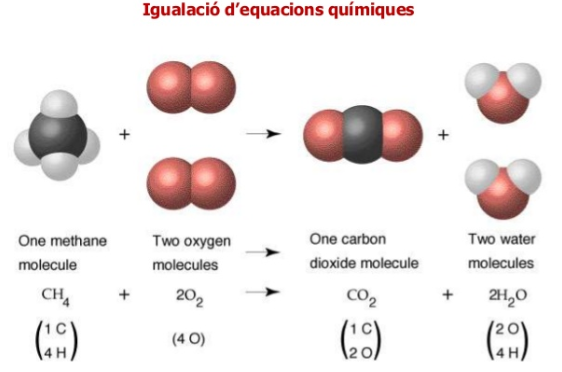 Igualació d’equacions químiques
+ → +
One methane molecule
Two oxygen molecules
→
One carbon dioxide molecule
Two water molecules
CH₄ + 2O₂ → CO₂ + 2H₂O
(1 C 4 H)
(4 O)
(1 C 2 O)
(2 O 4 H)